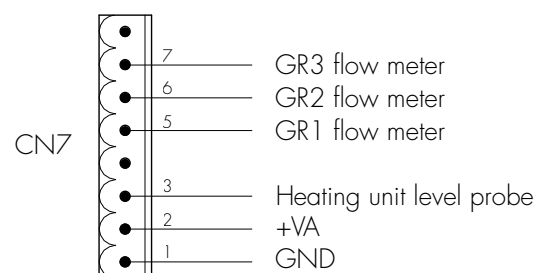 7 GR3 flow meter
6 GR2 flow meter
5 GR1 flow meter
CN7
3 Heating unit level probe
2 +VA
1 GND